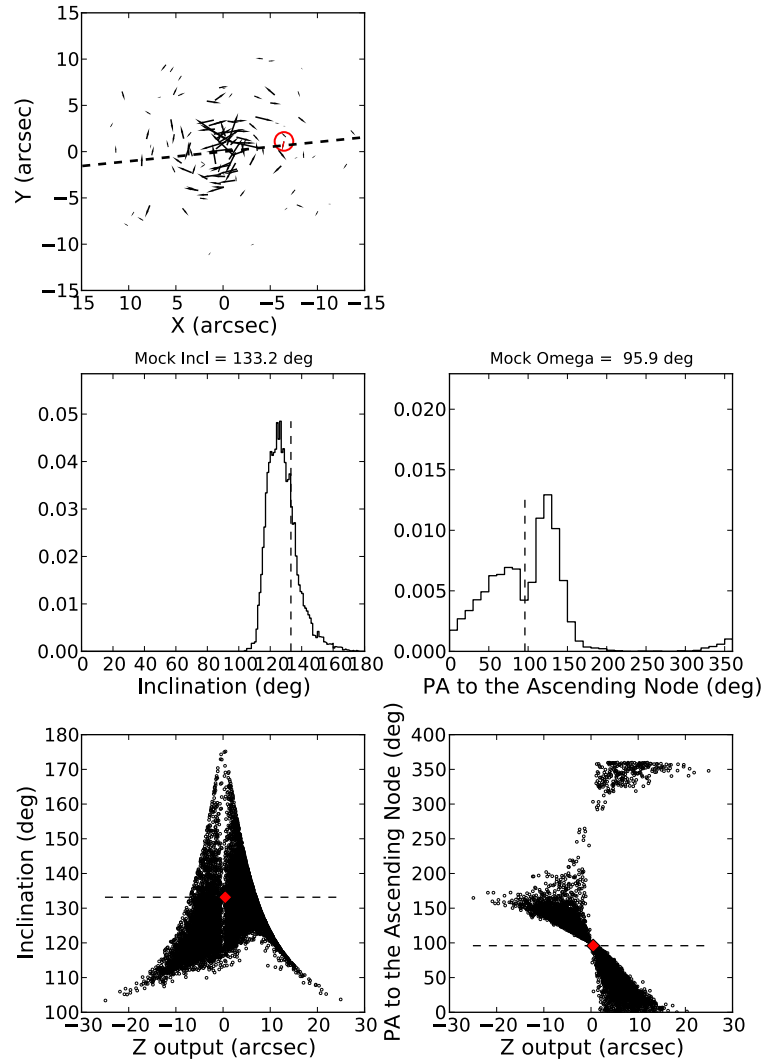 15
10
5
0
−5
−10
−15
Y (arcsec)
15 10 5 0 −5 −10 −15
X (arcsec)
Mock Incl = 133.2 deg
0.05
0.04
0.03
0.02
0.01
0.00
0 20 40 60 80 100 120 140 160 180
Inclination (deg)
Mock Omega =  95.9 deg
0.020
0.015
0.010
0.005
0.000
0 50 100 150 200 250 300 350
PA to the Ascending Node (deg)
180
170
160
150
140
130
120
110
100
Inclination (deg)
−30 −20 −10 0 10 20 30
Z output (arcsec)
400
350
300
250
200
150
100
50
0
PA to the Ascending Node (deg)
−30 −20 −10 0 10 20 30
Z output (arcsec)